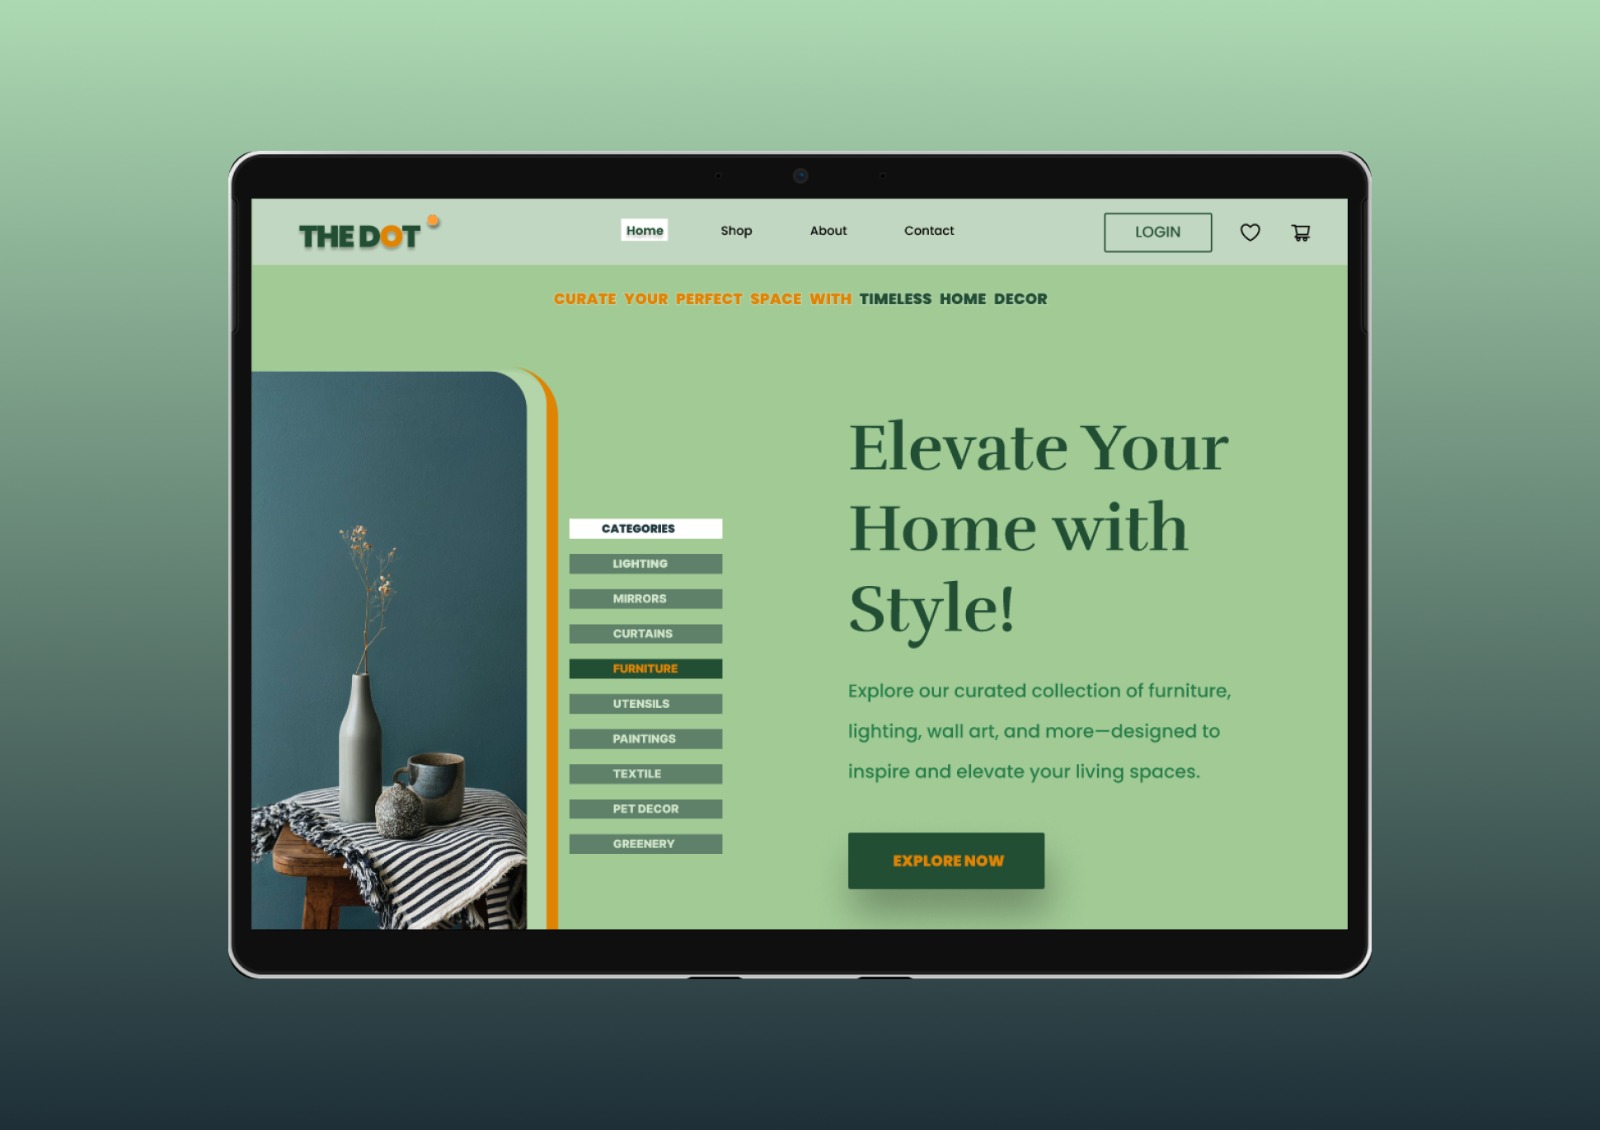 THE DOT
Home
Shop
About
Contact
LOGIN
CURATE YOUR PERFECT SPACE WITH TIMELESS HOME DECOR
CATEGORIES
LIGHTING
MIRRORS
CURTAINS
FURNITURE
UTENSILS
PAINTINGS
TEXTILE
PET DECOR
GREENERY
Elevate Your
Home with
Style!
Explore our curated collection of furniture,
lighting, wall art, and more—designed to
inspire and elevate your living spaces.
EXPLORE NOW